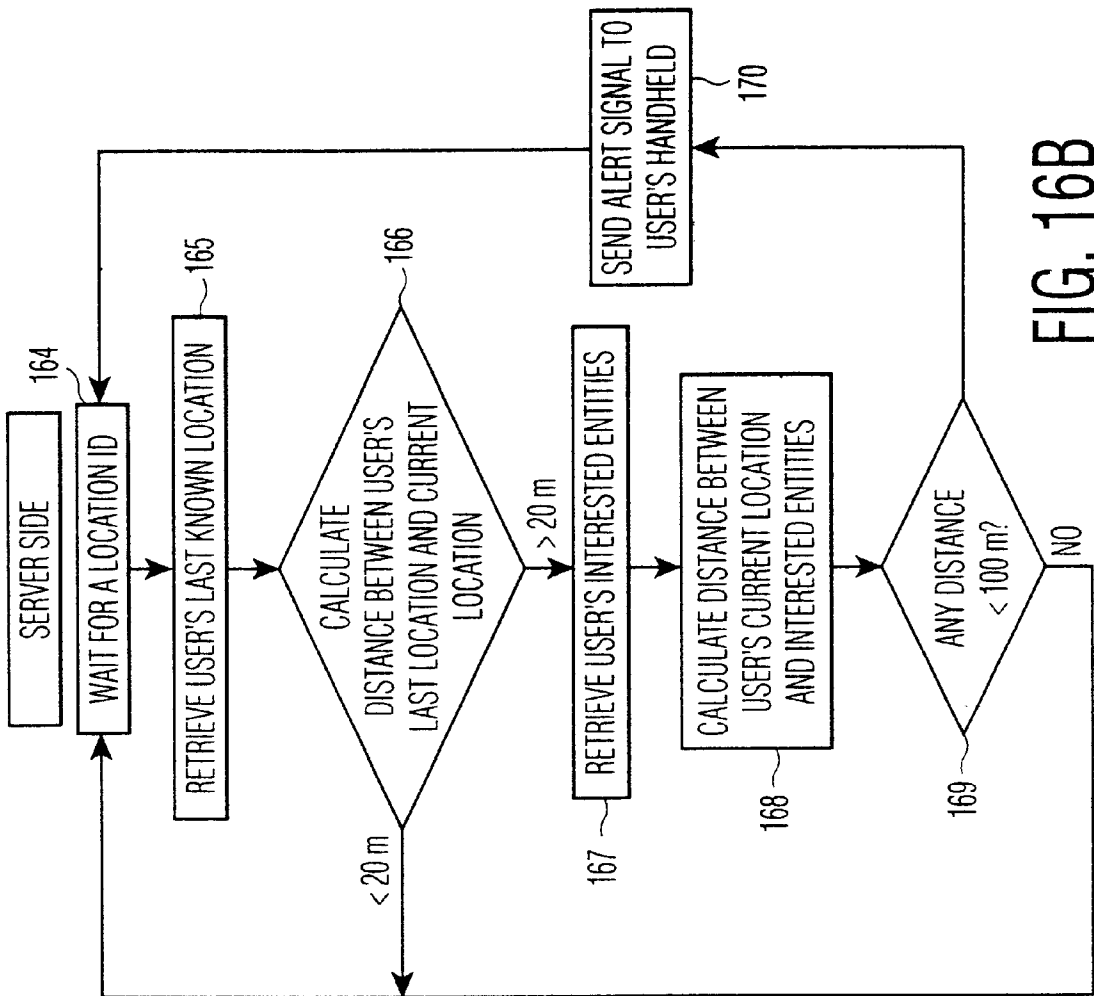 SERVER SIDE
164
WAIT FOR A LOCATION ID
165
RETRIEVE USER'S LAST KNOWN LOCATION
166
CALCULATE
DISTANCE BETWEEN USER'S
LAST LOCATION AND CURRENT
LOCATION
< 20 m
> 20 m
RETRIEVE USER'S INTERESTED ENTITIES
167
CALCULATE DISTANCE BETWEEN
USER'S CURRENT LOCATION
AND INTERESTED ENTITIES
168
ANY DISTANCE
< 100 m?
169
NO
SEND ALERT SIGNAL TO
USER'S HANDHELD
170
FIG. 16B